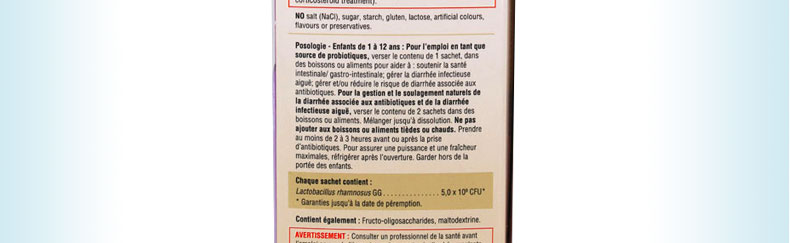 corticosteroid treatment).
NO salt (NaCl), sugar, starch, gluten, lactose, artificial colours,
flavours or preservatives.
Posologie - Enfants de 1 à 12 ans : Pour l'emploi en tant que
source de probiotiques, verser le contenu de 1 sachet, dans
des boissons ou aliments pour aider à : soutenir la santé
intestinale/ gastro-intestinale; gérer la diarrhée infectieuse
aiguë; gérer et/ou réduire le risque de diarrhée associée aux
antibiotiques. Pour la gestion et le soulagement naturels de
la diarrhée associée aux antibiotiques et de la diarrhée
infectieuse aiguë, verser le contenu de 2 sachets dans des
boissons ou aliments. Mélanger jusqu'à dissolution. Ne pas
ajouter aux boissons ou aliments tièdes ou chauds. Prendre
au moins de 2 à 3 heures avant ou après la prise
d'antibiotiques. Pour assurer une puissance et une fraîcheur
maximales, réfrigérer après l'ouverture. Garder hors de la
portée des enfants.
Chaque sachet contient :
Lactobacillus rhamnosus GG............... 5,0 x 10⁹ CFU*
* Garanties jusqu'à la date de péremption.
Contient également : Fructo-oligosaccharides, maltodextrine.
AVERTISSEMENT : Consulter un professionnel de la santé avant